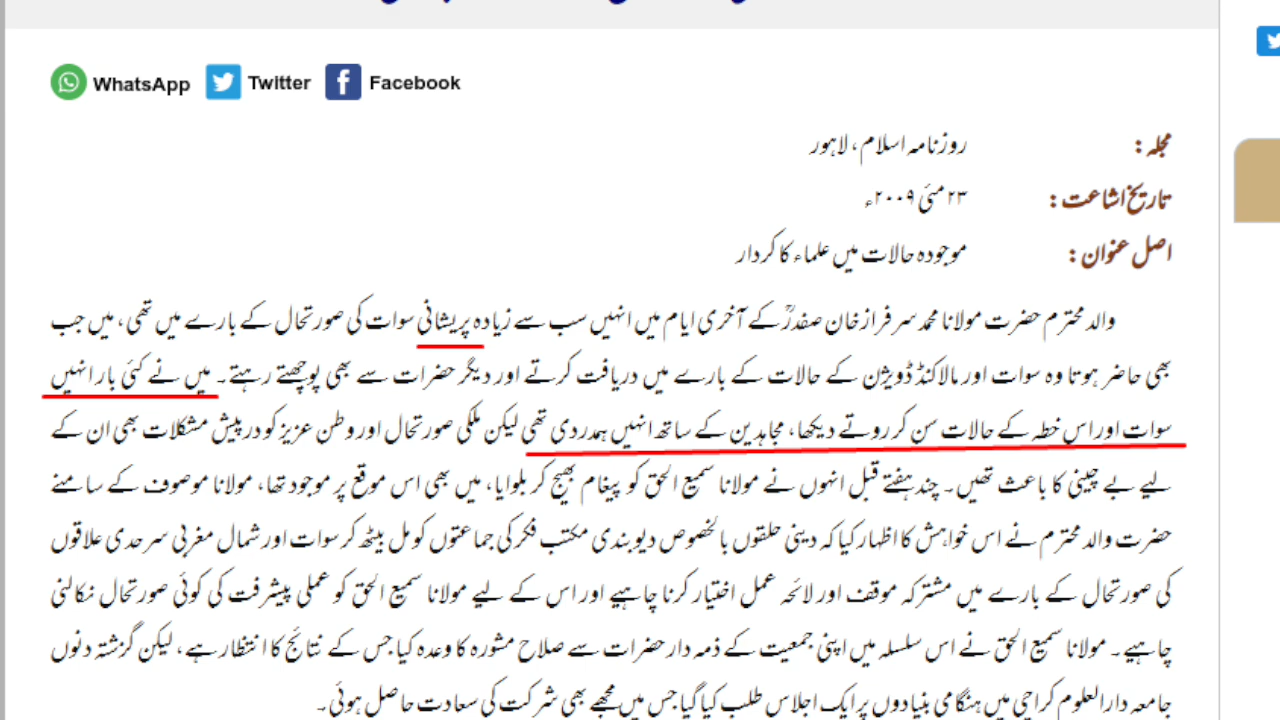 WhatsApp Twitter Facebook
مجلہ : روزنامہ اسلام، لاہور
تاریخ اشاعت : ۲۳ مئی ۲۰۰۹ء
اصل عنوان : موجودہ حالات میں علماء کا کردار
والد محترم حضرت مولانا محمد سرفراز خان صفدرؒ کے آخری ایام میں انہیں سب سے زیادہ پریشانی سوات کی صورتحال کے بارے میں تھی، میں جب
بھی حاضر ہوتا وہ سوات اور مالاکنڈ ڈویژن کے حالات کے بارے میں دریافت کرتے اور دیگر حضرات سے بھی پوچھتے رہتے۔ میں نے کئی بار انہیں
سوات اور اس خطہ کے حالات سن کر روتے دیکھا، مجاہدین کے ساتھ انہیں ہمدردی تھی لیکن ملکی صورتحال اور وطن عزیز کو درپیش مشکلات بھی ان کے
لیے بے چینی کا باعث تھیں۔ چند ہفتے قبل انہوں نے مولانا سمیع الحق کو پیغام بھیج کر بلوایا، میں بھی اس موقع پر موجود تھا، مولانا موصوف کے سامنے
حضرت والد محترم نے اس خواہش کا اظہار کیا کہ دینی حلقوں بالخصوص دیوبندی مکتب فکر کی جماعتوں کو مل بیٹھ کر سوات اور شمال مغربی سرحدی علاقوں
کی صورتحال کے بارے میں مشترکہ موقف اور لائحہ عمل اختیار کرنا چاہیے اور اس کے لیے مولانا سمیع الحق کو عملی پیشرفت کی کوئی صورتحال نکالنی
چاہیے۔ مولانا سمیع الحق نے اس سلسلہ میں اپنی جمعیت کے ذمہ دار حضرات سے صلاح مشورہ کا وعدہ کیا جس کے نتائج کا انتظار ہے، لیکن گزشتہ دنوں
جامعہ دارالعلوم کراچی میں ہنگامی بنیادوں پر ایک اجلاس طلب کیا گیا جس میں مجھے بھی شرکت کی سعادت حاصل ہوئی۔